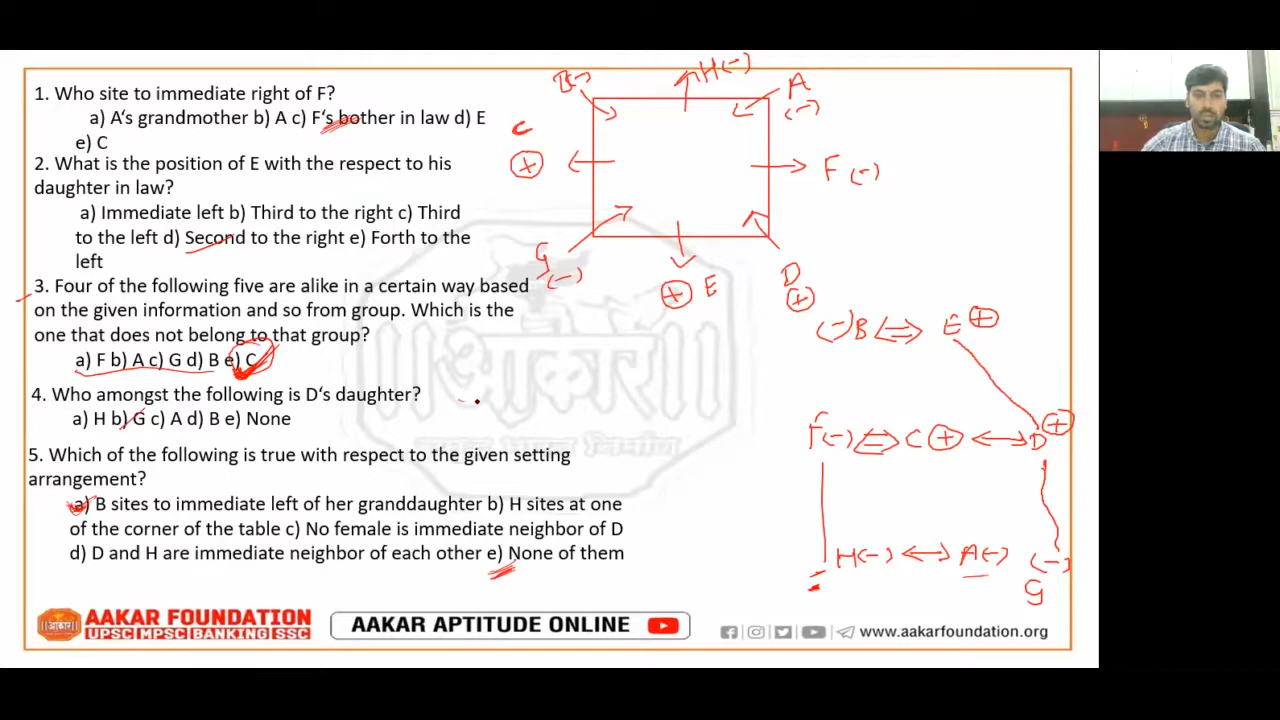 1. Who site to immediate right of F?
a) A's grandmother b) A c) F's bother in law d) E
e) C
2. What is the position of E with the respect to his
daughter in law?
a) Immediate left b) Third to the right c) Third
to the left d) Second to the right e) Forth to the
left
3. Four of the following five are alike in a certain way based
on the given information and so from group. Which is the
one that does not belong to that group?
a) F b) A c) G d) B e) C
4. Who amongst the following is D's daughter?
a) H b) G c) A d) B e) None
5. Which of the following is true with respect to the given setting
arrangement?
a) B sites to immediate left of her granddaughter b) H sites at one
of the corner of the table c) No female is immediate neighbor of D
d) D and H are immediate neighbor of each other e) None of them
B(-) H(-) A
(-)
C
+ F (-)
G
(-) + E D
+
(-) B ⇔ E +
F(-) ⇔ C + ↔ D +
H(-) ↔ A(-) (-)
G
||आकार||
AAKAR FOUNDATION
UPSC MPSC BANKING SSC
AAKAR APTITUDE ONLINE
www.aakarfoundation.org